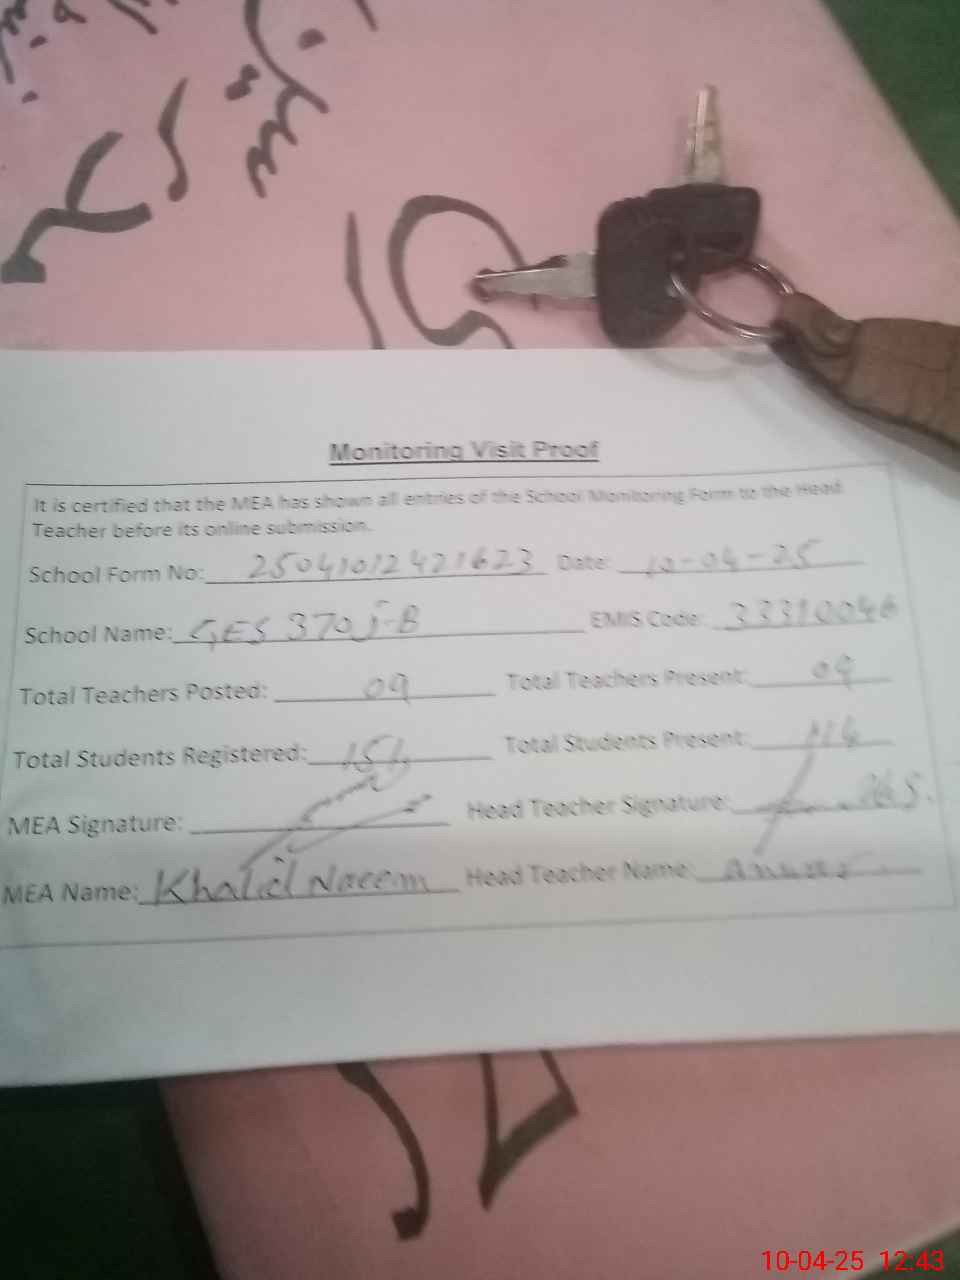 Monitoring Visit Proof
It is certified that the MEA has shown all entries of the School Monitoring Form to the Head
Teacher before its online submission.
School Form No: 25041012421623 Date: 10-04-25
School Name: GES 370 J-B EMIS Code: 33310046
Total Teachers Posted: 09 Total Teachers Present: 09
Total Students Registered: Total Students Present:
MEA Signature: Head Teacher Signature:
MEA Name: Khalid Naeem Head Teacher Name:
10-04-25 12:43